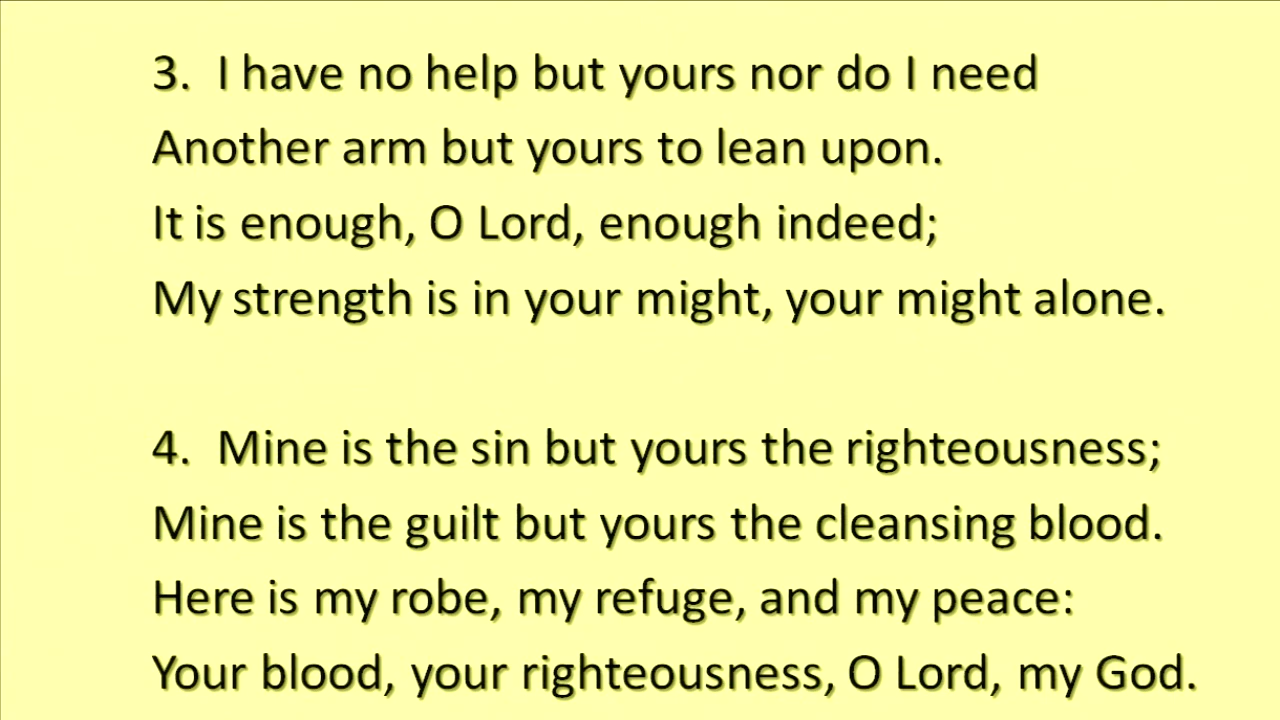 3. I have no help but yours nor do I need
Another arm but yours to lean upon.
It is enough, O Lord, enough indeed;
My strength is in your might, your might alone.
4. Mine is the sin but yours the righteousness;
Mine is the guilt but yours the cleansing blood.
Here is my robe, my refuge, and my peace:
Your blood, your righteousness, O Lord, my God.